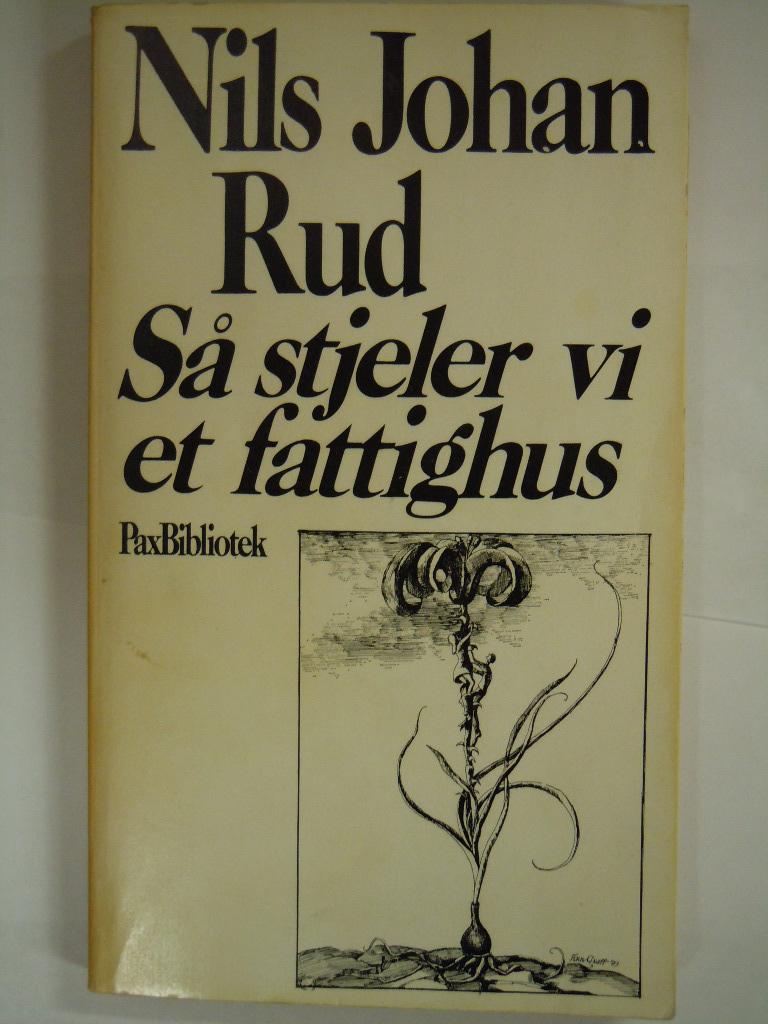 Nils Johan
Rud
Så stjeler vi
et fattighus
PaxBibliotek